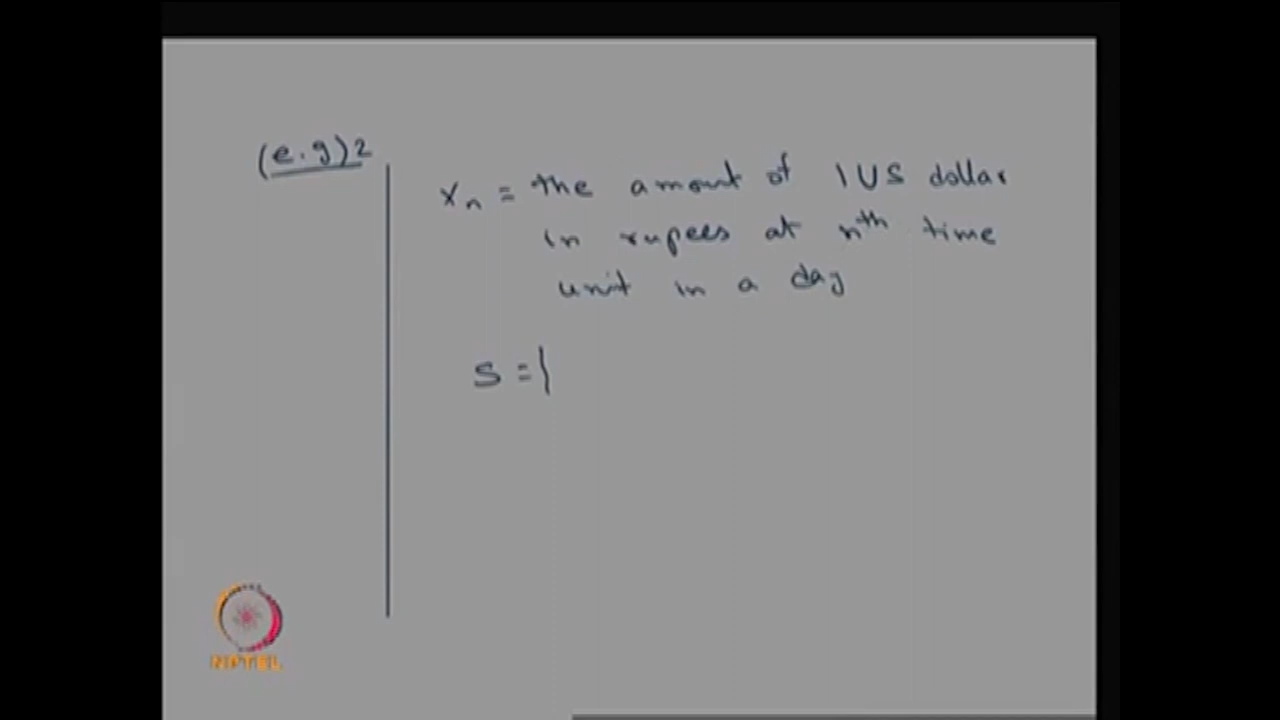 (e.g) 2
Xn = the amount of 1 US dollar
in rupees at nth time
unit in a day
S = {
NPTEL